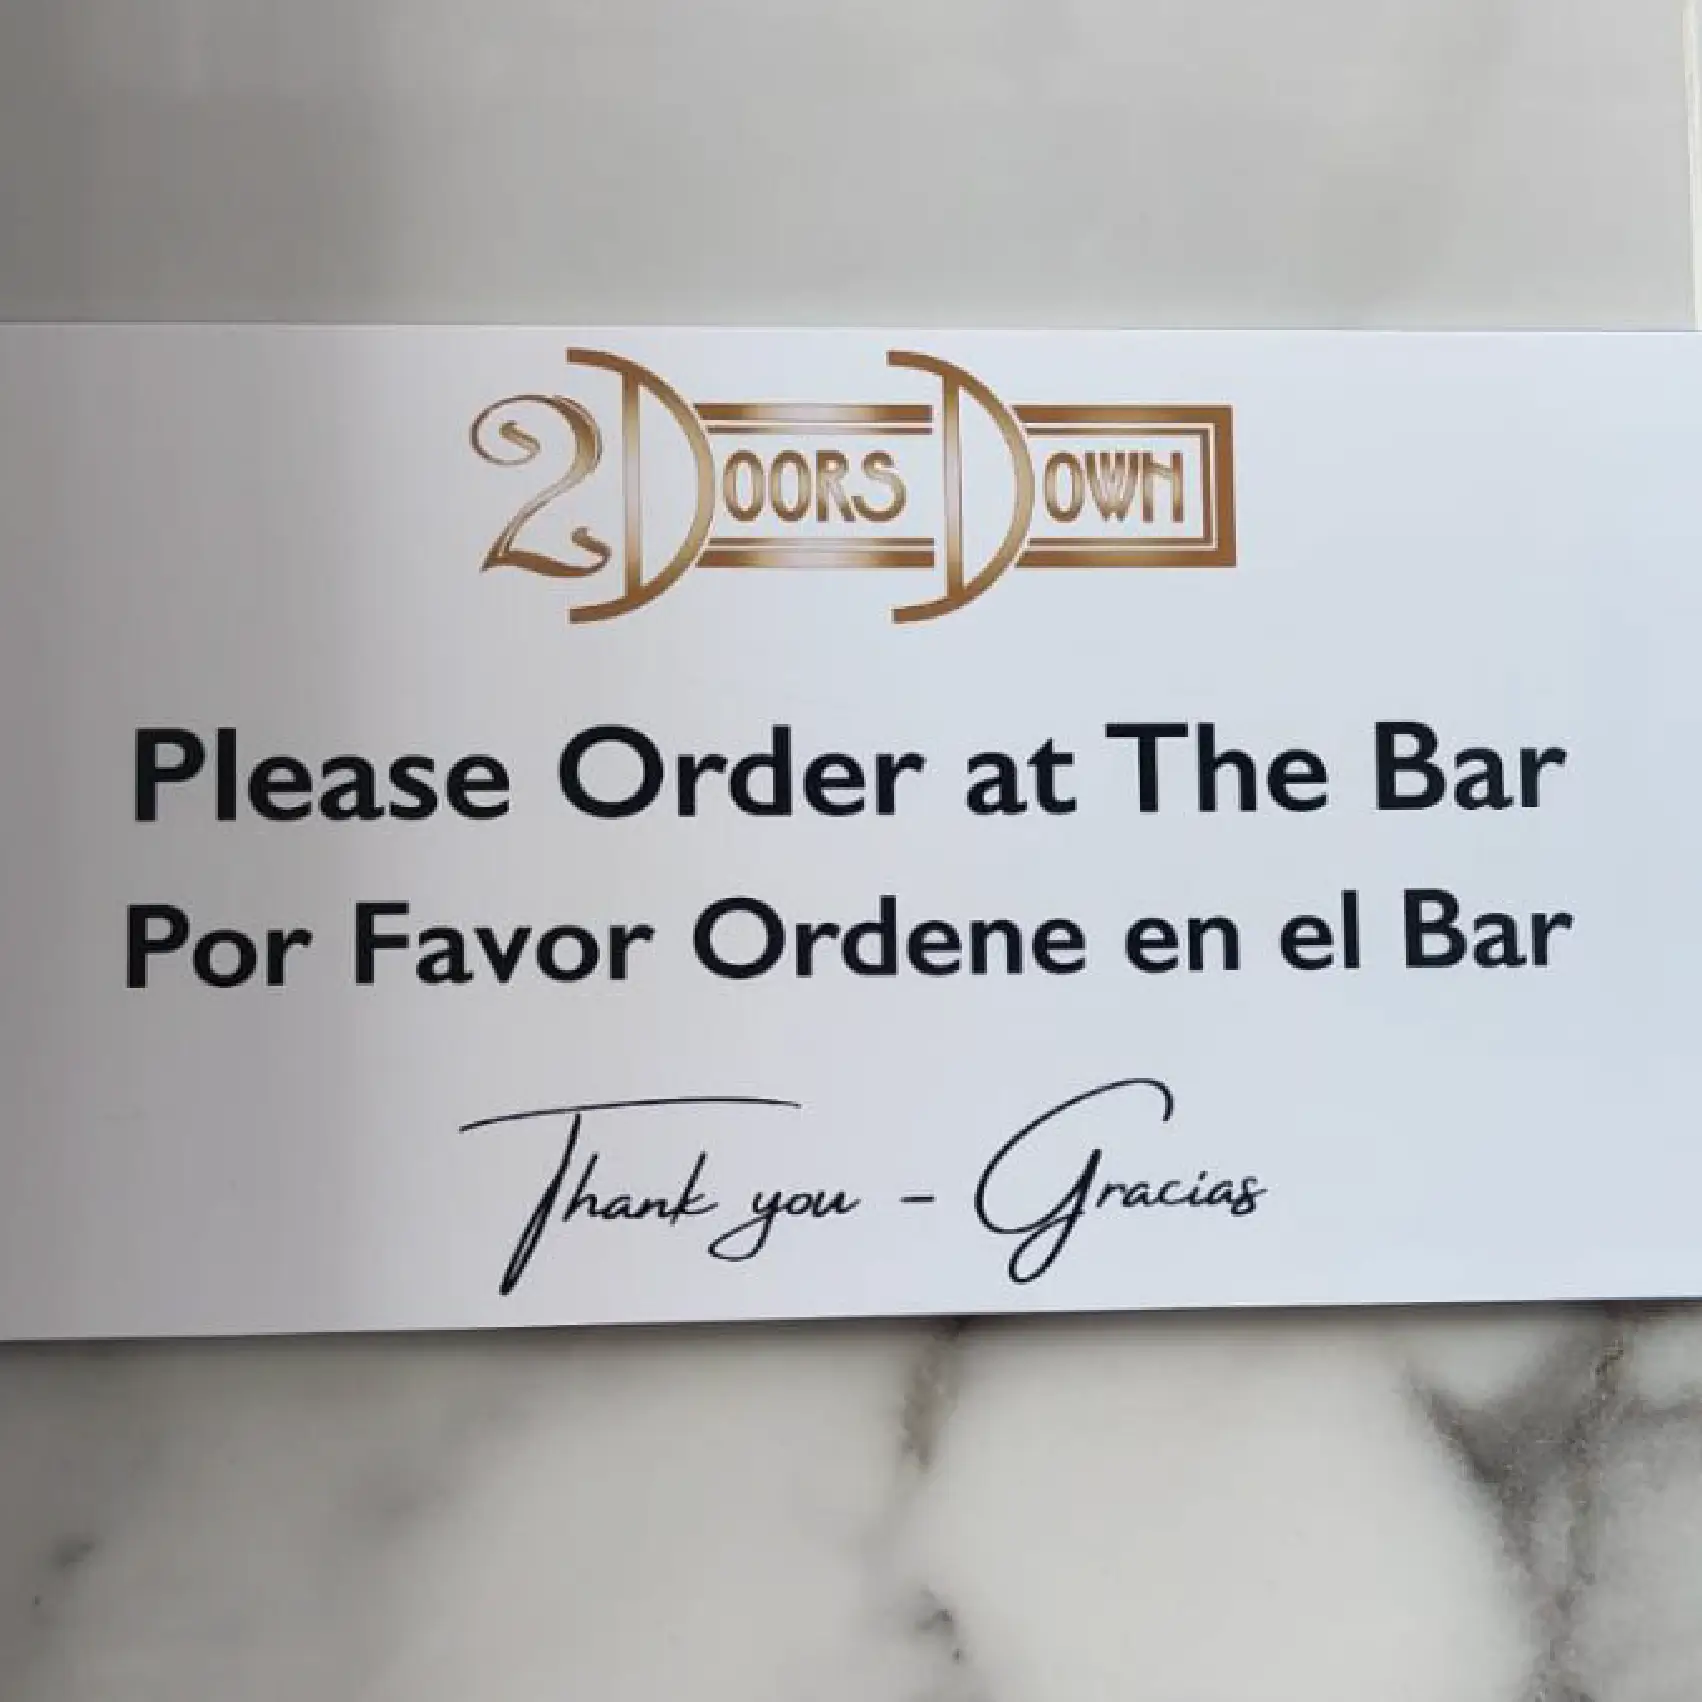 2 Doors Down
Please Order at The Bar
Por Favor Ordene en el Bar
Thank you - Gracias